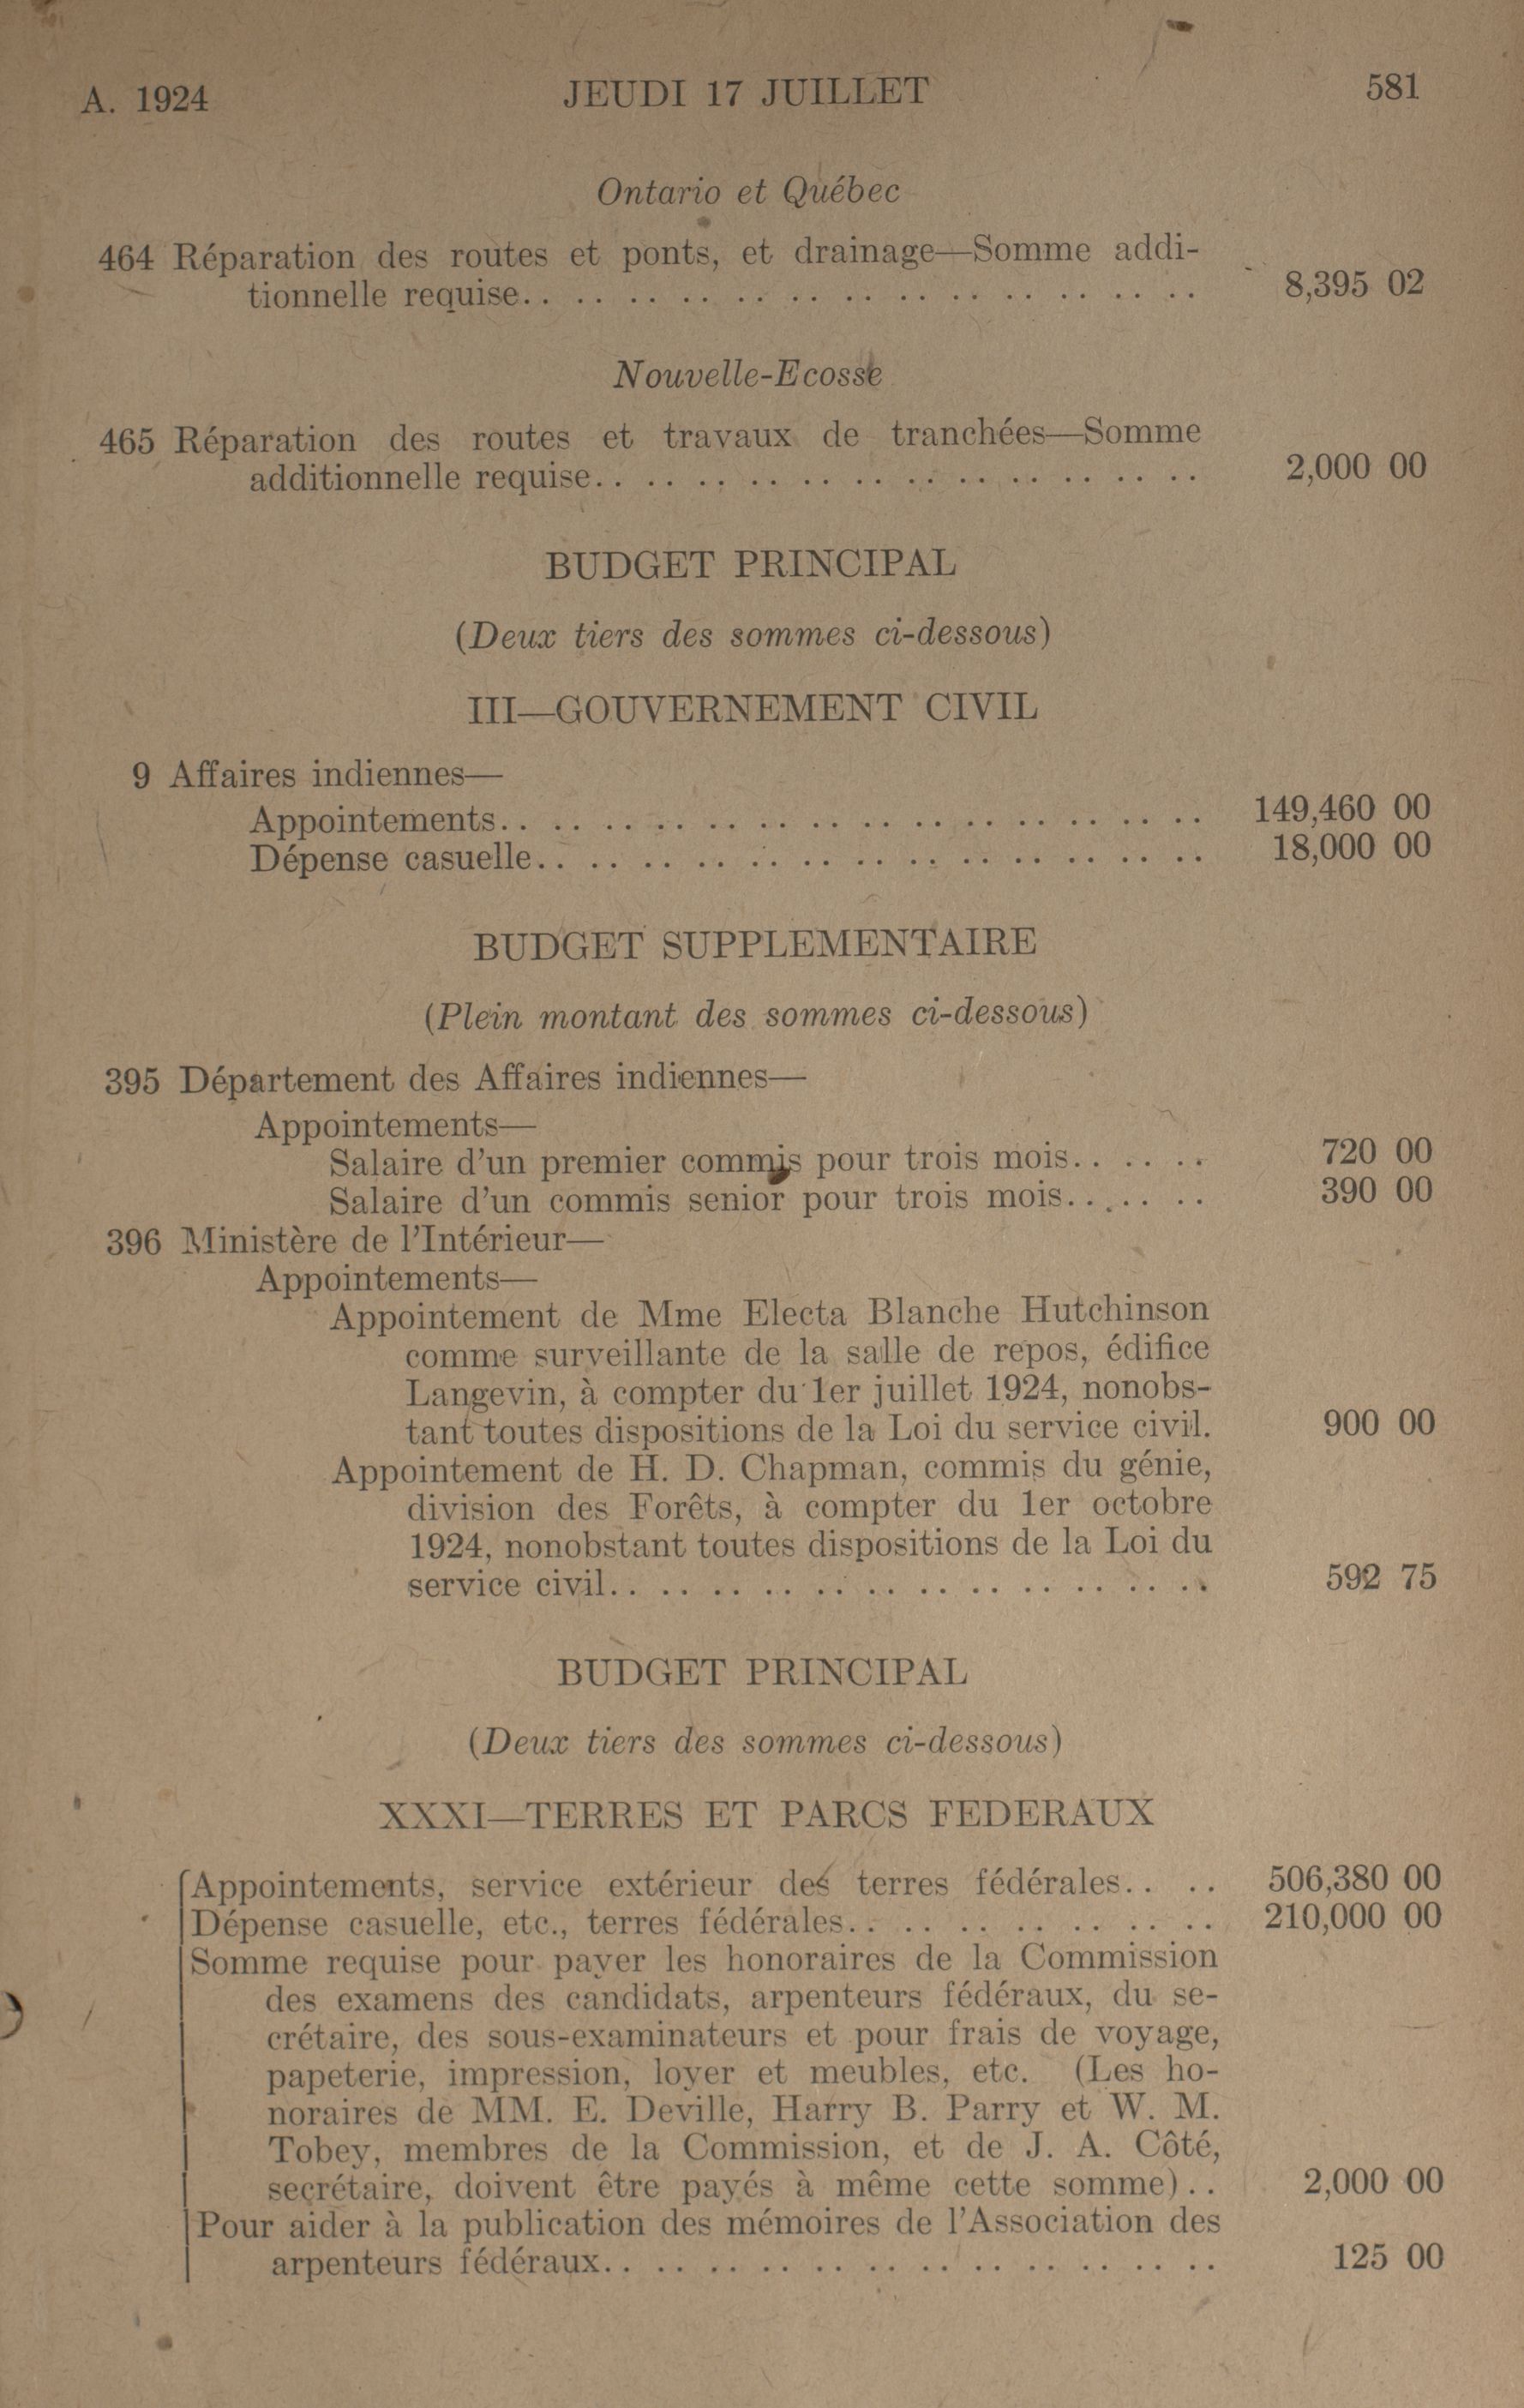 A. 1924 JEUDI 17 JUILLET 581
Ontario et Québec
464 Réparation des routes et ponts, et drainage—Somme addi-
tionnelle requise.. .. .. .. .. .. .. .. .. .. .. .. .. 8,395 02
Nouvelle-Ecosse
465 Réparation des routes et travaux de tranchées—Somme
additionnelle requise.. .. .. .. .. .. .. .. .. .. .. .. 2,000 00
BUDGET PRINCIPAL
(Deux tiers des sommes ci-dessous)
III—GOUVERNEMENT CIVIL
9 Affaires indiennes—
Appointements.. .. .. .. .. .. .. .. .. .. .. .. .. .. 149,460 00
Dépense casuelle.. .. .. .. .. .. .. .. .. .. .. .. .. 18,000 00
BUDGET SUPPLEMENTAIRE
(Plein montant des sommes ci-dessous)
395 Département des Affaires indiennes—
Appointements—
Salaire d'un premier commis pour trois mois.. .. .. 720 00
Salaire d'un commis senior pour trois mois.. .. .. 390 00
396 Ministère de l'Intérieur—
Appointements—
Appointement de Mme Electa Blanche Hutchinson
comme surveillante de la salle de repos, édifice
Langevin, à compter du 1er juillet 1924, nonobs-
tant toutes dispositions de la Loi du service civil. 900 00
Appointement de H. D. Chapman, commis du génie,
division des Forêts, à compter du 1er octobre
1924, nonobstant toutes dispositions de la Loi du
service civil.. .. .. .. .. .. .. .. .. .. .. .. 592 75
BUDGET PRINCIPAL
(Deux tiers des sommes ci-dessous)
XXXI—TERRES ET PARCS FEDERAUX
Appointements, service extérieur des terres fédérales.. .. 506,380 00
Dépense casuelle, etc., terres fédérales.. .. .. .. .. .. .. 210,000 00
Somme requise pour payer les honoraires de la Commission
des examens des candidats, arpenteurs fédéraux, du se-
crétaire, des sous-examinateurs et pour frais de voyage,
papeterie, impression, loyer et meubles, etc. (Les ho-
noraires de MM. E. Deville, Harry B. Parry et W. M.
Tobey, membres de la Commission, et de J. A. Côté,
secrétaire, doivent être payés à même cette somme).. 2,000 00
Pour aider à la publication des mémoires de l'Association des
arpenteurs fédéraux.. .. .. .. .. .. .. .. .. .. .. .. 125 00